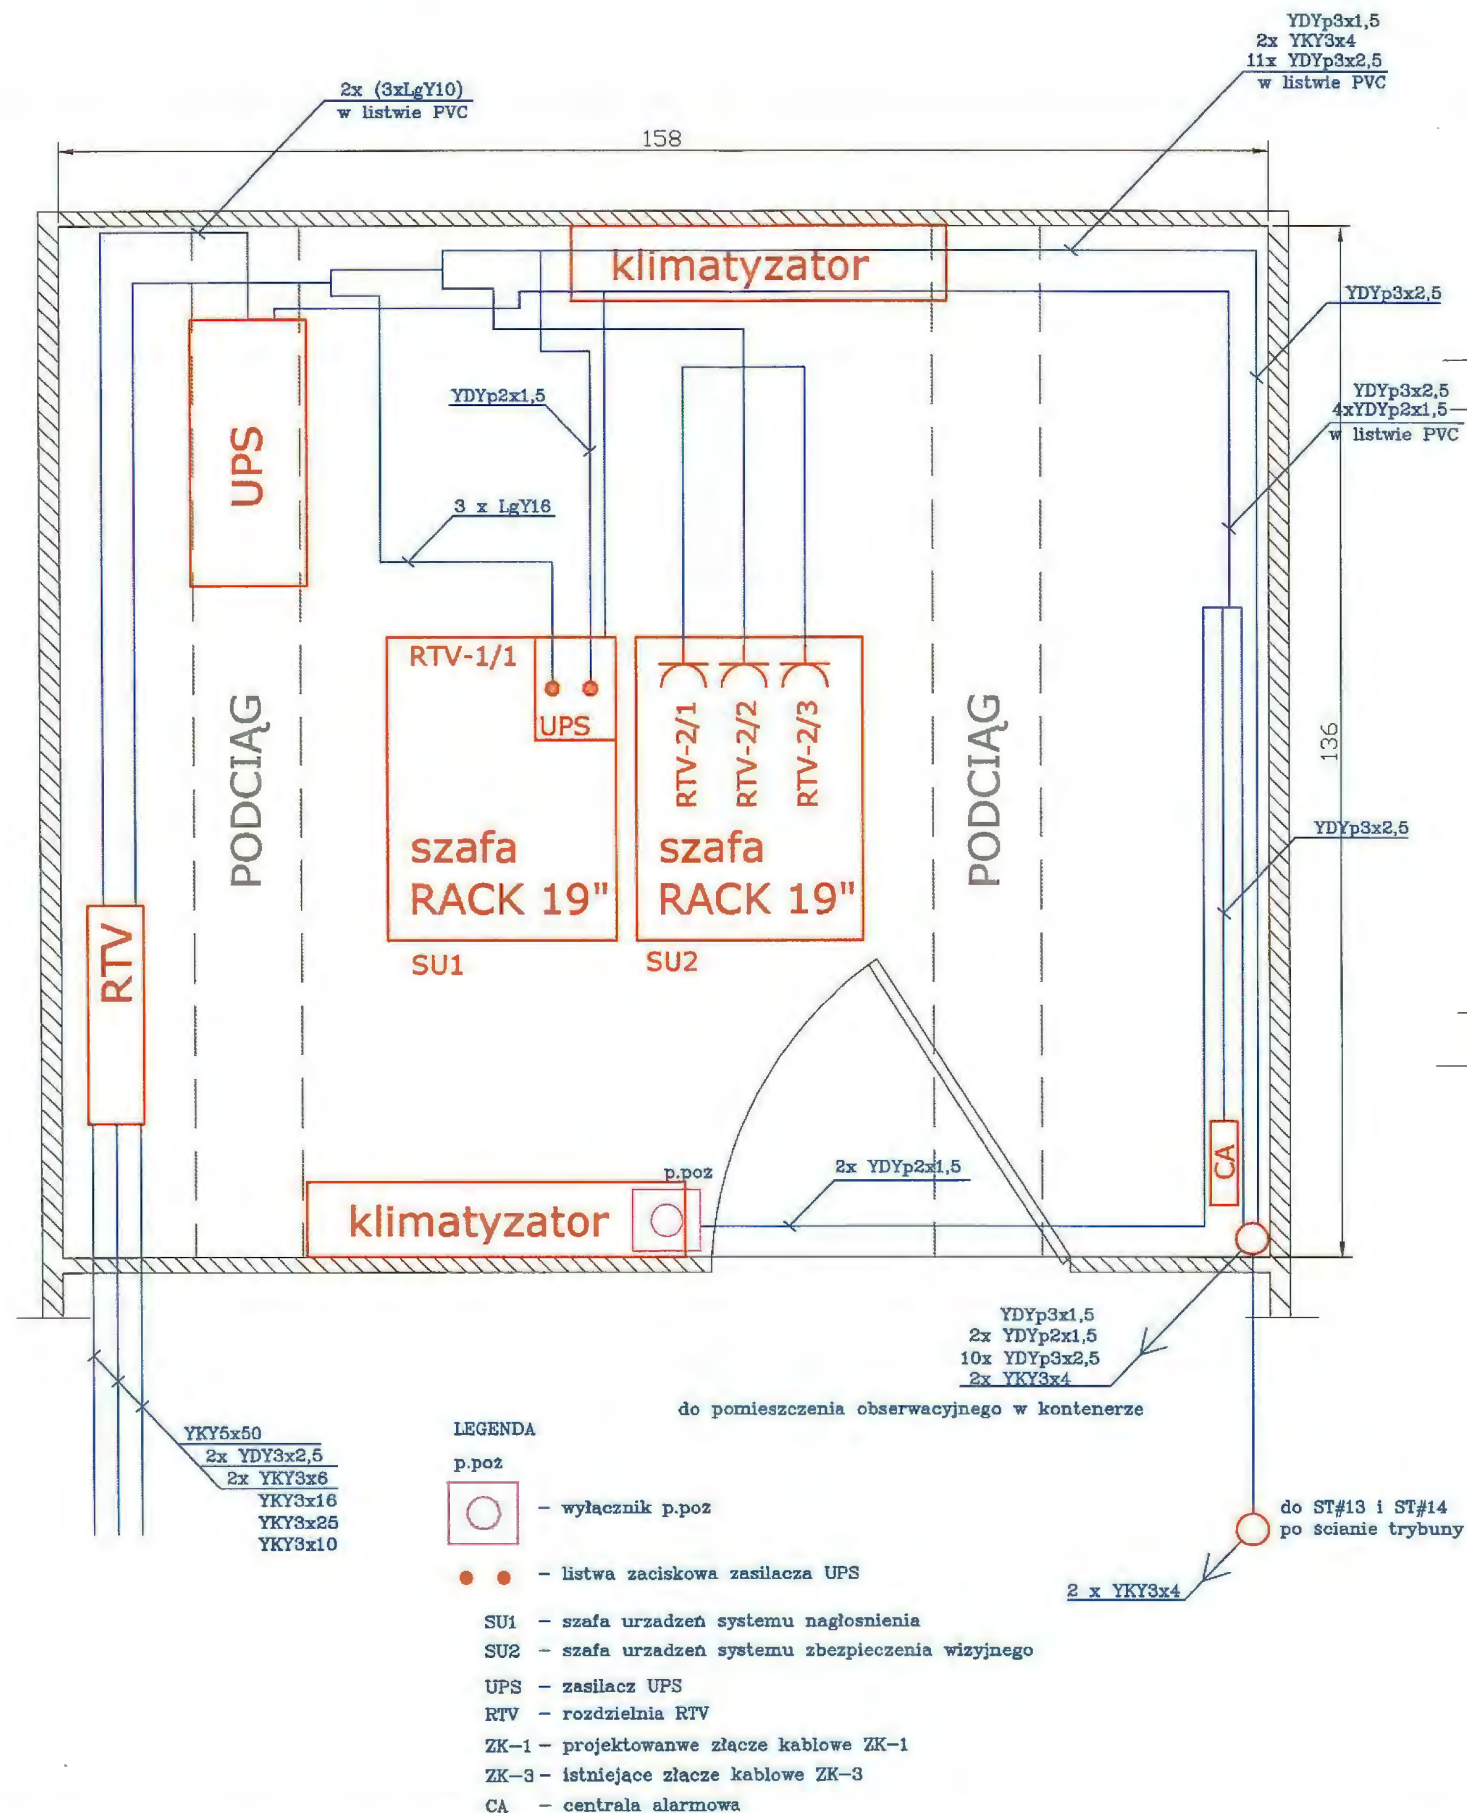 YDYp3x1,5
2x YKY3x4
11x YDYp3x2,5
w listwie PVC
2x (3xLgY10)
w listwie PVC
158
klimatyzator
YDYp3x2,5
YDYp3x2,5
4xYDYp2x1,5
w listwie PVC
YDYp2x1,5
UPS
3 x LgY16
RTV-1/1
UPS
RTV-2/1
RTV-2/2
RTV-2/3
PODCIĄG
PODCIĄG
136
YDYp3x2,5
szafa
RACK 19"
szafa
RACK 19"
SU1
SU2
RTV
CA
p.poż
2x YDYp2x1,5
klimatyzator
YDYp3x1,5
2x YDYp2x1,5
10x YDYp3x2,5
2x YKY3x4
do pomieszczenia obserwacyjnego w kontenerze
YKY5x50
2x YDY3x2,5
2x YKY3x6
YKY3x16
YKY3x25
YKY3x10
do ST#13 i ST#14
po ścianie trybuny
2 x YKY3x4
LEGENDA
p.poż
– wyłącznik p.poż
– listwa zaciskowa zasilacza UPS
SU1 – szafa urzadzeń systemu nagłosnienia
SU2 – szafa urzadzeń systemu zbezpieczenia wizyjnego
UPS – zasilacz UPS
RTV – rozdzielnia RTV
ZK–1 – projektowanwe złącze kablowe ZK–1
ZK–3 – istniejące złacze kablowe ZK–3
CA – centrala alarmowa